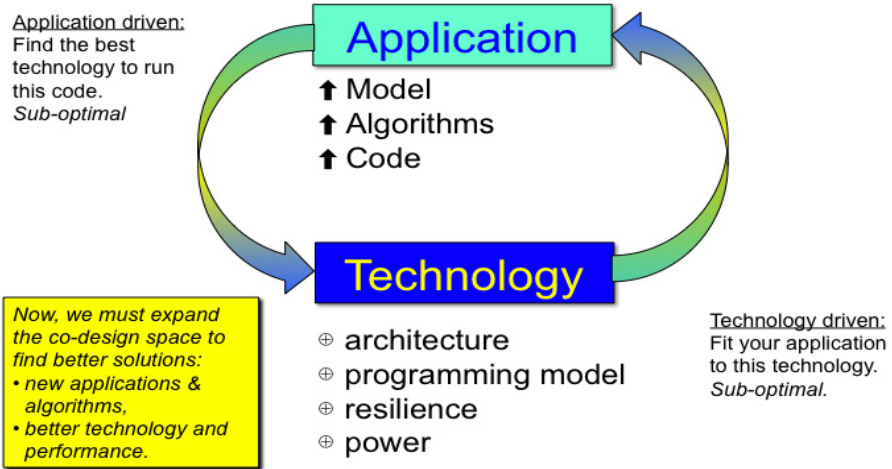 Application driven:
Find the best
technology to run
this code.
Sub-optimal
Application
⬆ Model
⬆ Algorithms
⬆ Code
Technology
⊕ architecture
⊕ programming model
⊕ resilience
⊕ power
Now, we must expand
the co-design space to
find better solutions:
• new applications &
algorithms,
• better technology and
performance.
Technology driven:
Fit your application
to this technology.
Sub-optimal.